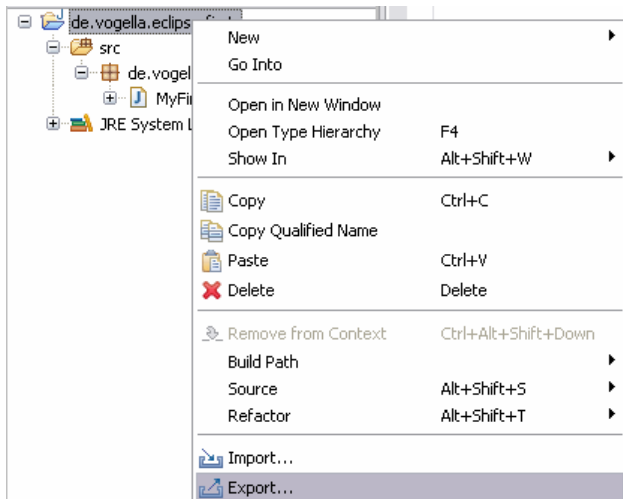 de.vogella.eclips
src
de.vogel
MyFir
JRE System L
New
Go Into
Open in New Window
Open Type Hierarchy F4
Show In Alt+Shift+W
Copy Ctrl+C
Copy Qualified Name
Paste Ctrl+V
Delete Delete
Remove from Context Ctrl+Alt+Shift+Down
Build Path
Source Alt+Shift+S
Refactor Alt+Shift+T
Import...
Export...